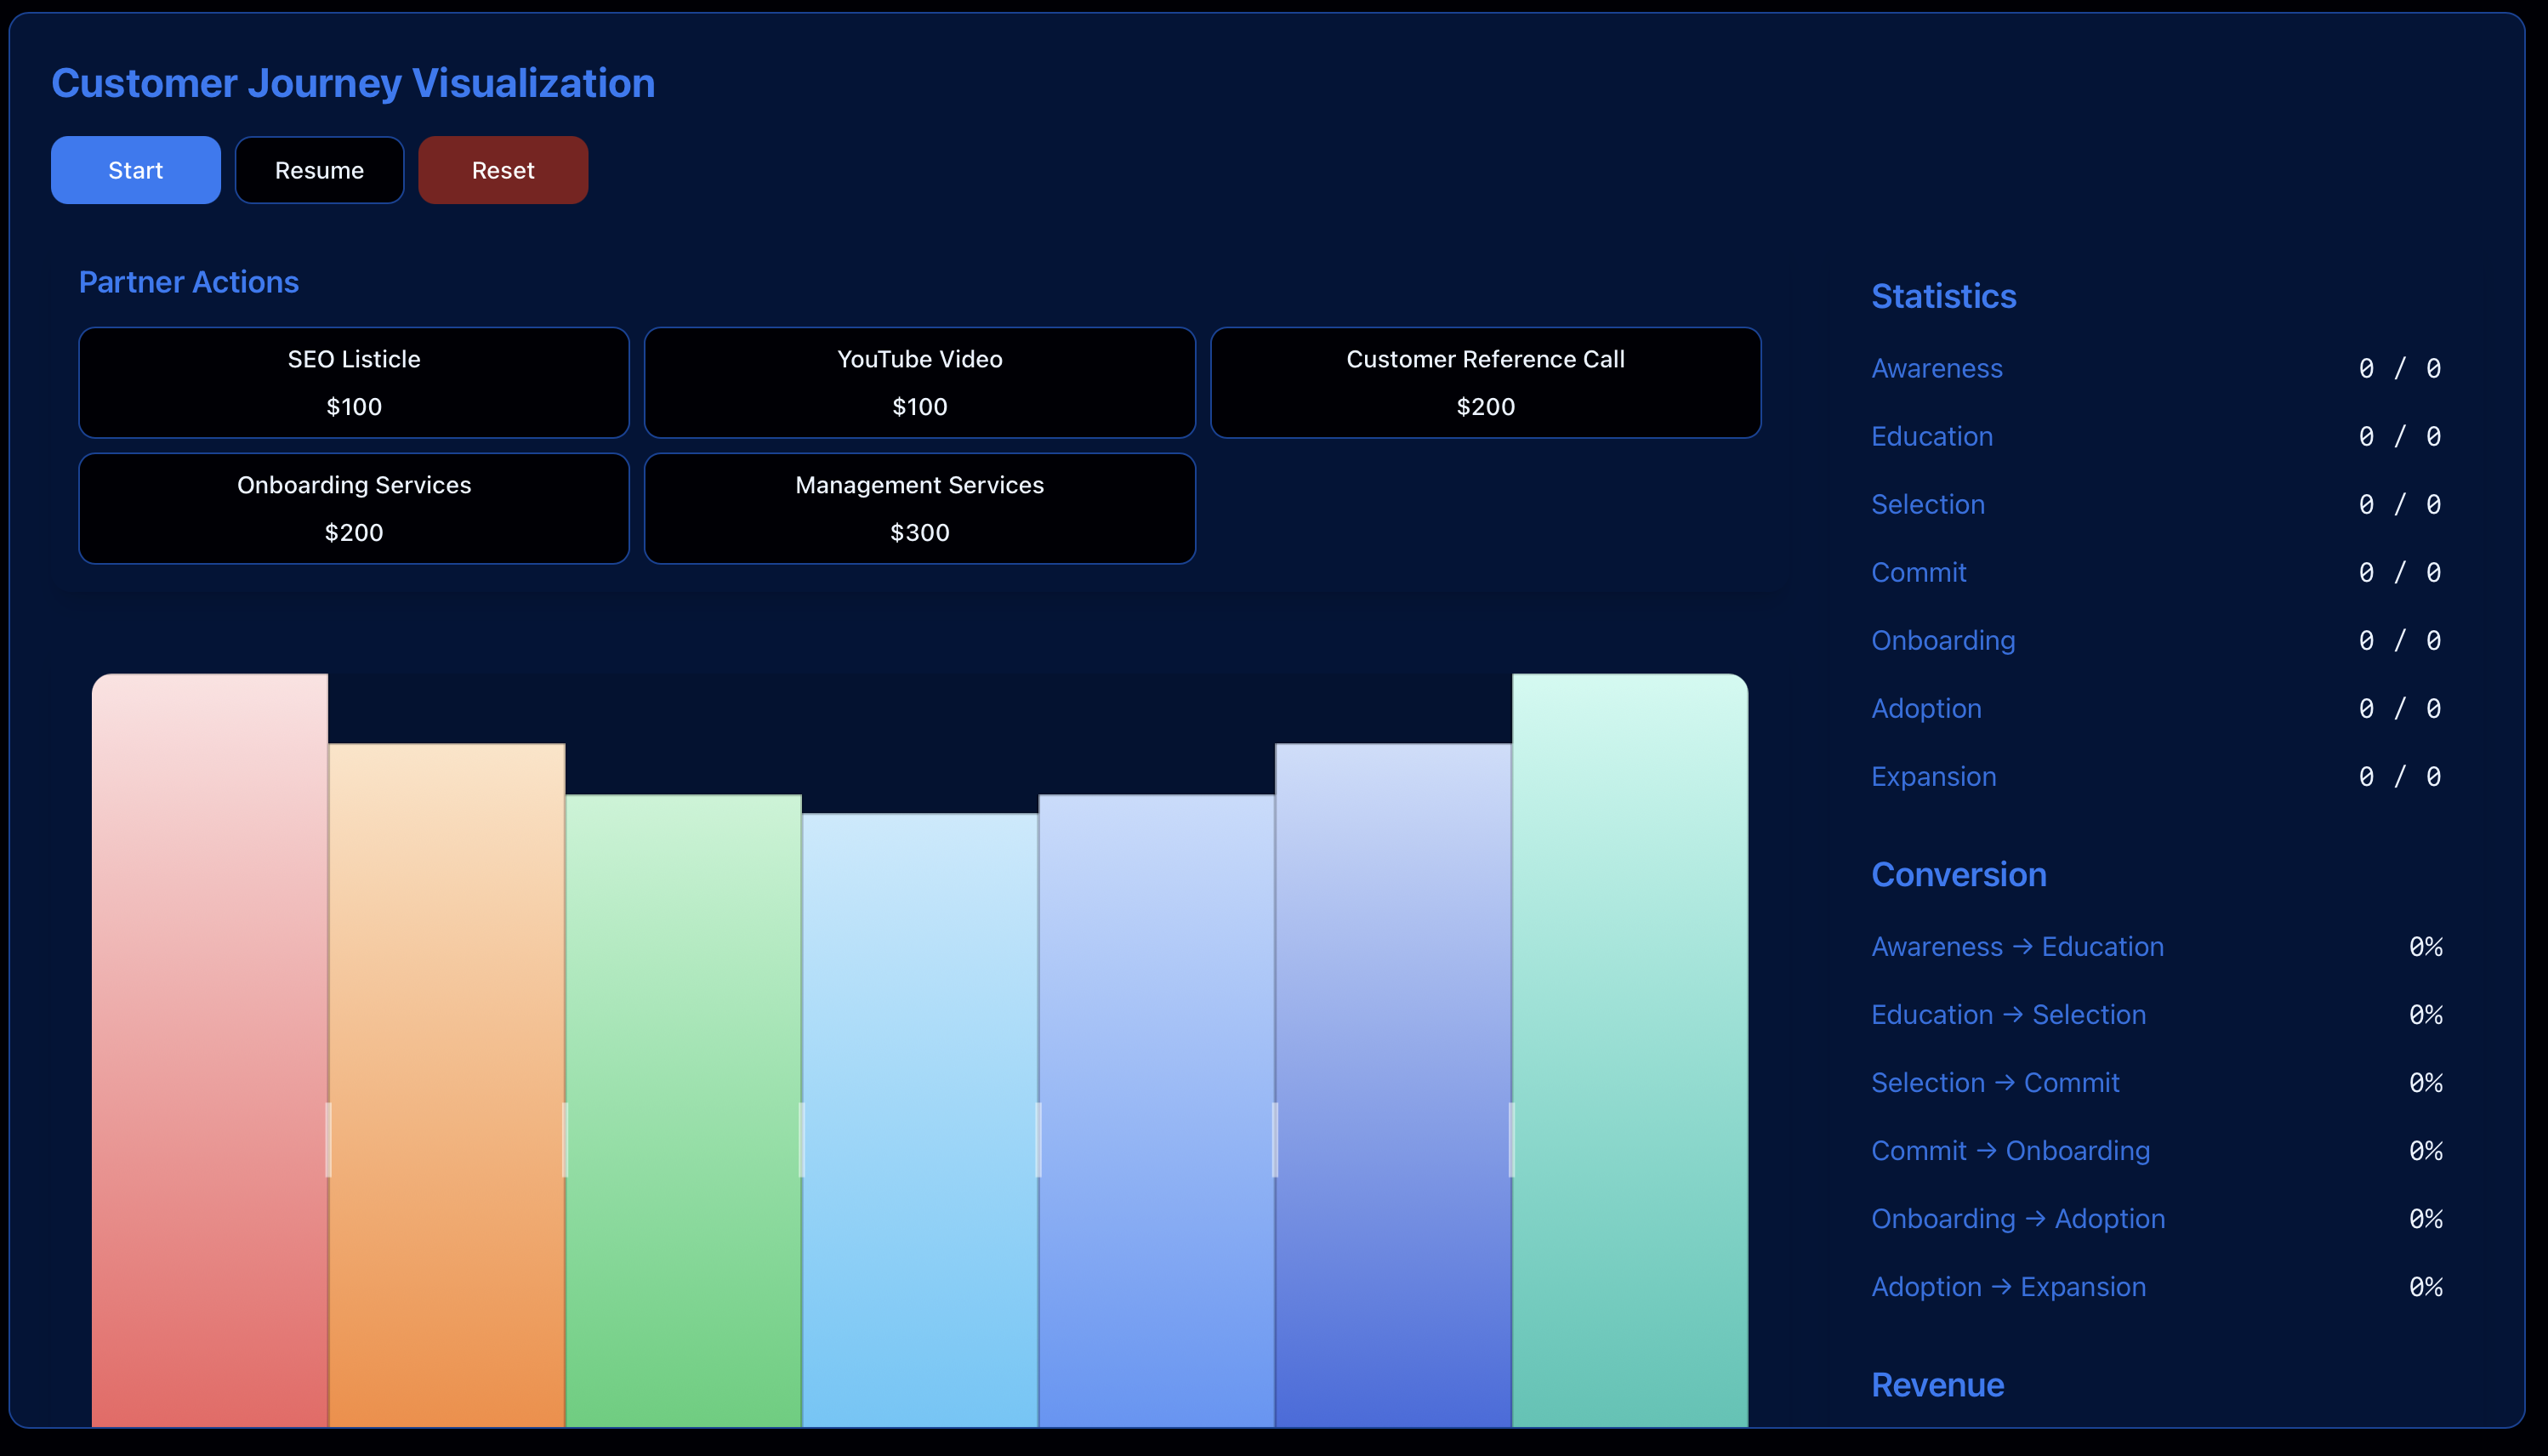 Customer Journey Visualization
Start
Resume
Reset
Partner Actions
SEO Listicle
$100
YouTube Video
$100
Customer Reference Call
$200
Onboarding Services
$200
Management Services
$300
Statistics
Awareness 0 / 0
Education 0 / 0
Selection 0 / 0
Commit 0 / 0
Onboarding 0 / 0
Adoption 0 / 0
Expansion 0 / 0
Conversion
Awareness → Education 0%
Education → Selection 0%
Selection → Commit 0%
Commit → Onboarding 0%
Onboarding → Adoption 0%
Adoption → Expansion 0%
Revenue